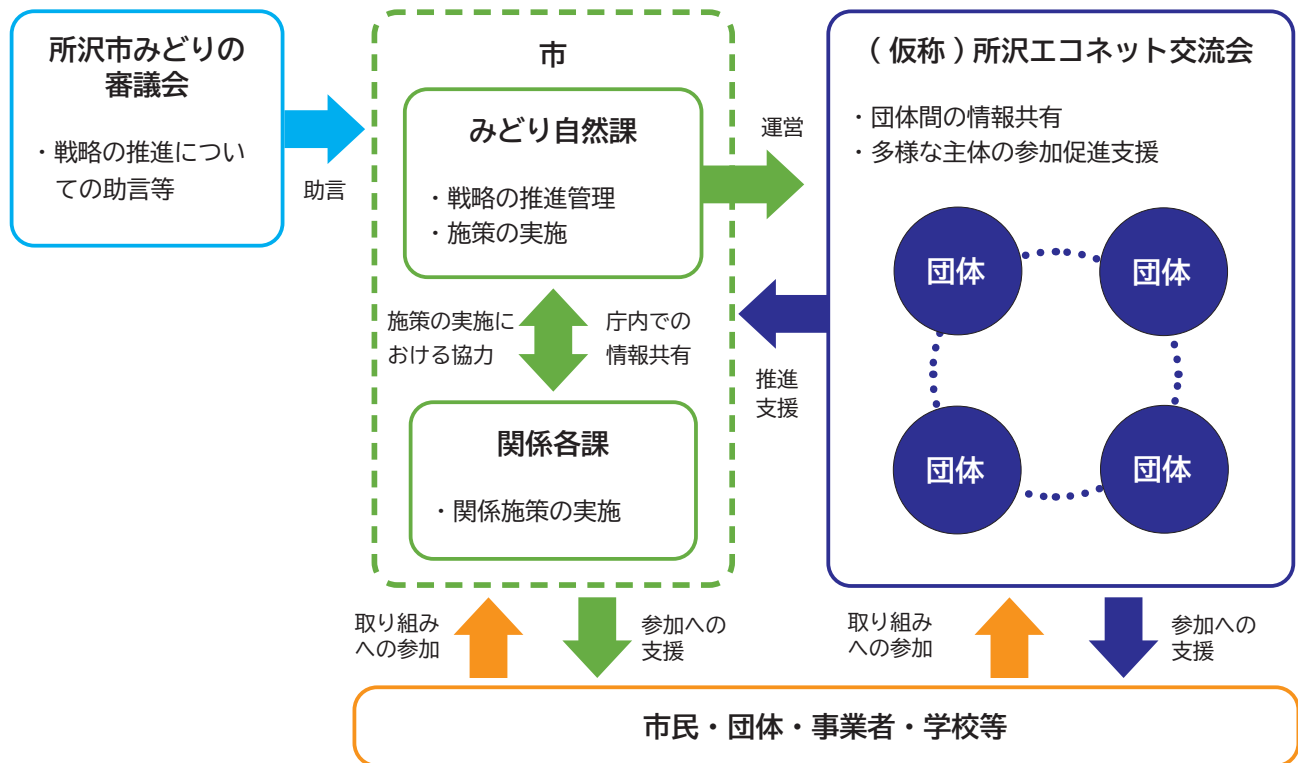 所沢市みどりの
審議会
・戦略の推進につい
ての助言等
助言
市
みどり自然課
・戦略の推進管理
・施策の実施
施策の実施に
おける協力
庁内での
情報共有
関係各課
・関係施策の実施
運営
推進
支援
(仮称)所沢エコネット交流会
・団体間の情報共有
・多様な主体の参加促進支援
団体
団体
団体
団体
取り組み
への参加
参加への
支援
取り組み
への参加
参加への
支援
市民・団体・事業者・学校等